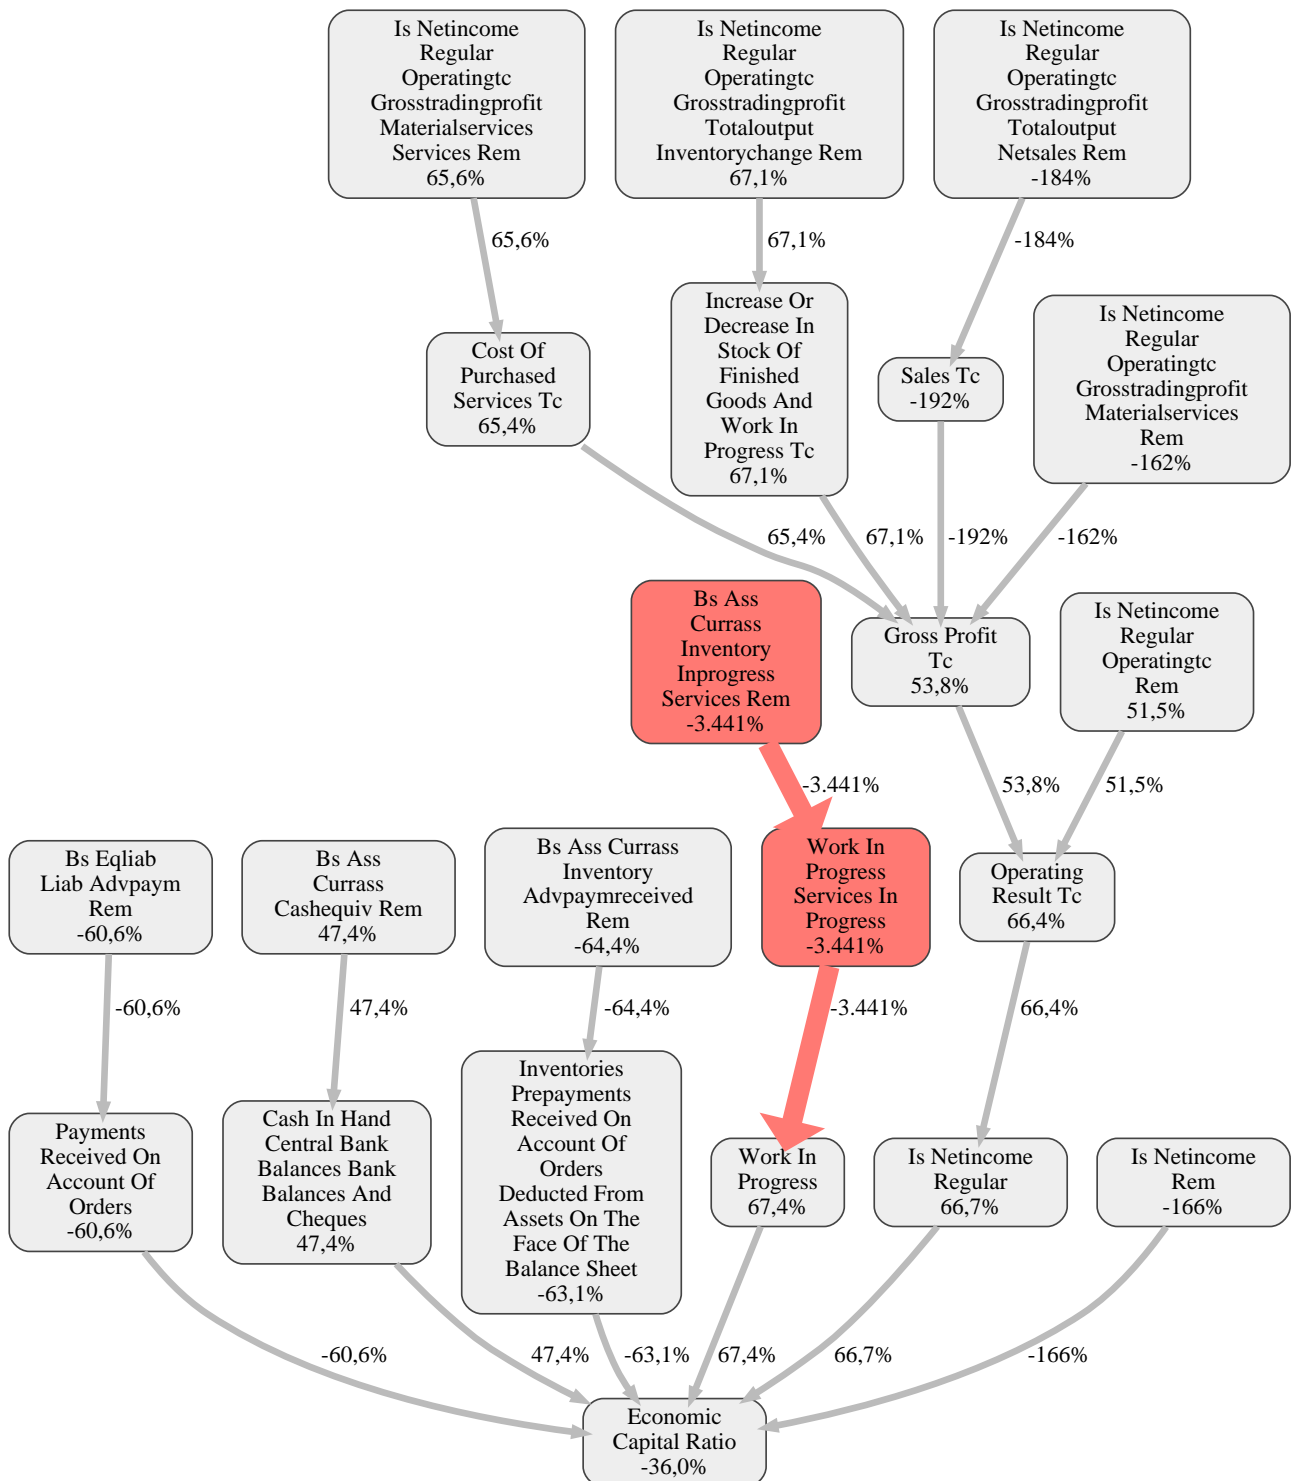 Is Netincome
Regular
Operatingtc
Grosstradingprofit
Materialservices
Services Rem
65,6%
Is Netincome
Regular
Operatingtc
Grosstradingprofit
Totaloutput
Inventorychange Rem
67,1%
Is Netincome
Regular
Operatingtc
Grosstradingprofit
Totaloutput
Netsales Rem
-184%
65,6%
67,1%
-184%
Cost Of
Purchased
Services Tc
65,4%
Increase Or
Decrease In
Stock Of
Finished
Goods And
Work In
Progress Tc
67,1%
Sales Tc
-192%
Is Netincome
Regular
Operatingtc
Grosstradingprofit
Materialservices
Rem
-162%
65,4%
67,1%
-192%
-162%
Bs Ass
Currass
Inventory
Inprogress
Services Rem
-3.441%
Gross Profit
Tc
53,8%
Is Netincome
Regular
Operatingtc
Rem
51,5%
-3.441%
53,8%
51,5%
Bs Eqliab
Liab Advpaym
Rem
-60,6%
Bs Ass
Currass
Cashequiv Rem
47,4%
Bs Ass Currass
Inventory
Advpaymreceived
Rem
-64,4%
Work In
Progress
Services In
Progress
-3.441%
Operating
Result Tc
66,4%
-60,6%
47,4%
-64,4%
-3.441%
66,4%
Payments
Received On
Account Of
Orders
-60,6%
Cash In Hand
Central Bank
Balances Bank
Balances And
Cheques
47,4%
Inventories
Prepayments
Received On
Account Of
Orders
Deducted From
Assets On The
Face Of The
Balance Sheet
-63,1%
Work In
Progress
67,4%
Is Netincome
Regular
66,7%
Is Netincome
Rem
-166%
-60,6%
47,4%
-63,1%
67,4%
66,7%
-166%
Economic
Capital Ratio
-36,0%